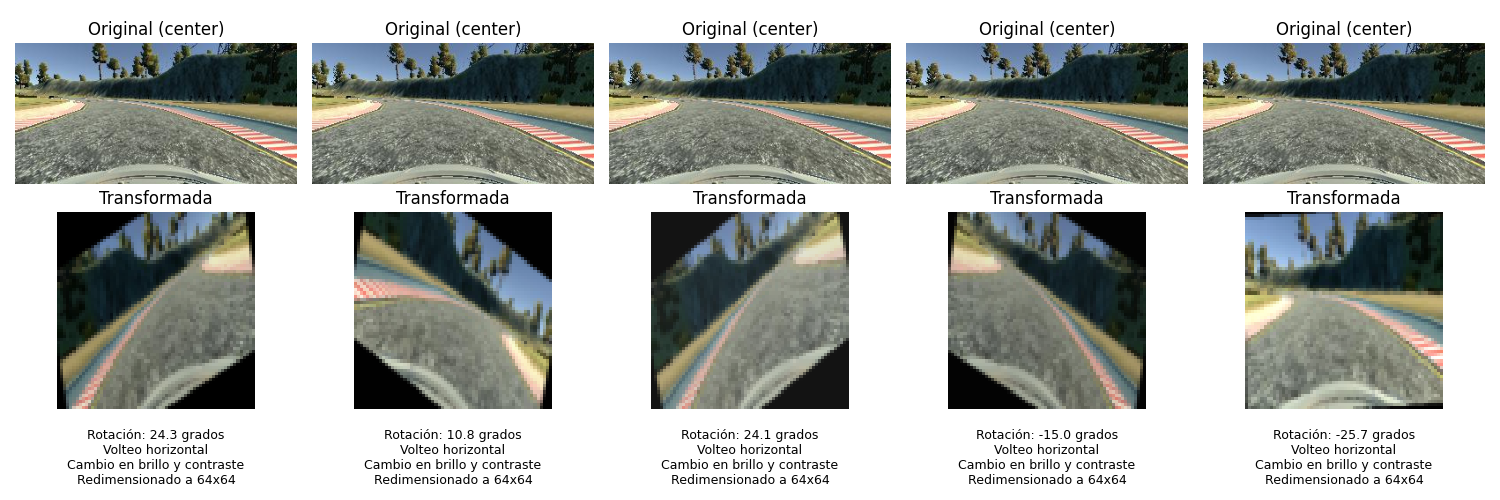 Original (center)
Original (center)
Original (center)
Original (center)
Original (center)
Transformada
Transformada
Transformada
Transformada
Transformada
Rotación: 24.3 grados
Volteo horizontal
Cambio en brillo y contraste
Redimensionado a 64x64
Rotación: 10.8 grados
Volteo horizontal
Cambio en brillo y contraste
Redimensionado a 64x64
Rotación: 24.1 grados
Volteo horizontal
Cambio en brillo y contraste
Redimensionado a 64x64
Rotación: -15.0 grados
Volteo horizontal
Cambio en brillo y contraste
Redimensionado a 64x64
Rotación: -25.7 grados
Volteo horizontal
Cambio en brillo y contraste
Redimensionado a 64x64